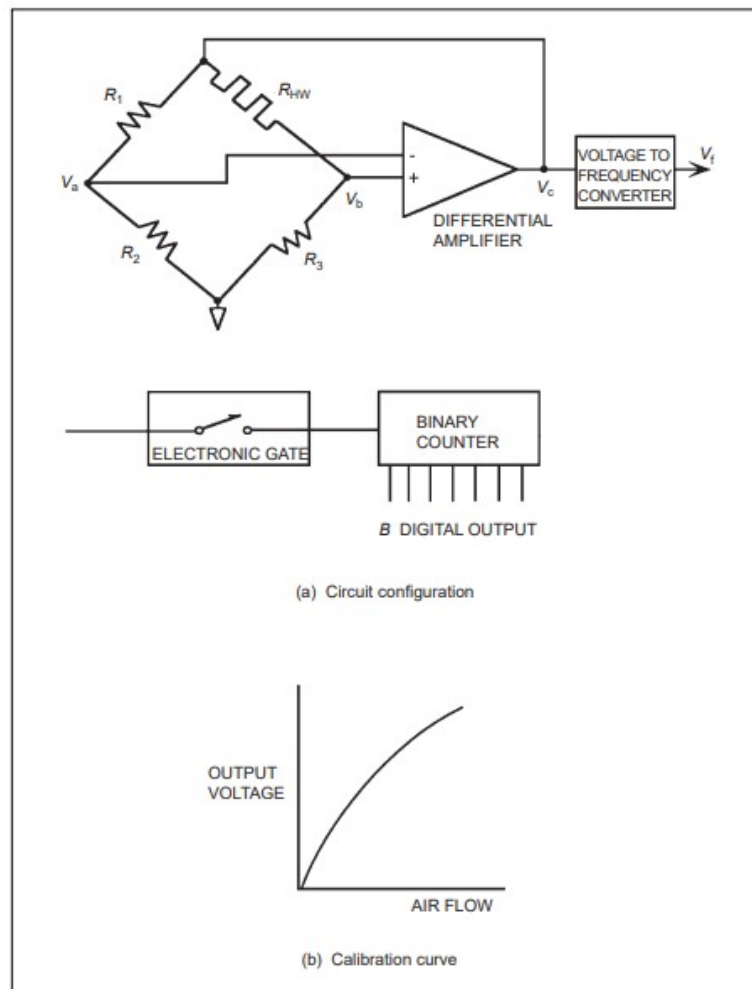 R1
RHW
Va
-
+
Vb
Vc
VOLTAGE TO
FREQUENCY
CONVERTER
Vf
DIFFERENTIAL
AMPLIFIER
R2
R3
ELECTRONIC GATE
BINARY
COUNTER
B DIGITAL OUTPUT
(a) Circuit configuration
OUTPUT
VOLTAGE
AIR FLOW
(b) Calibration curve